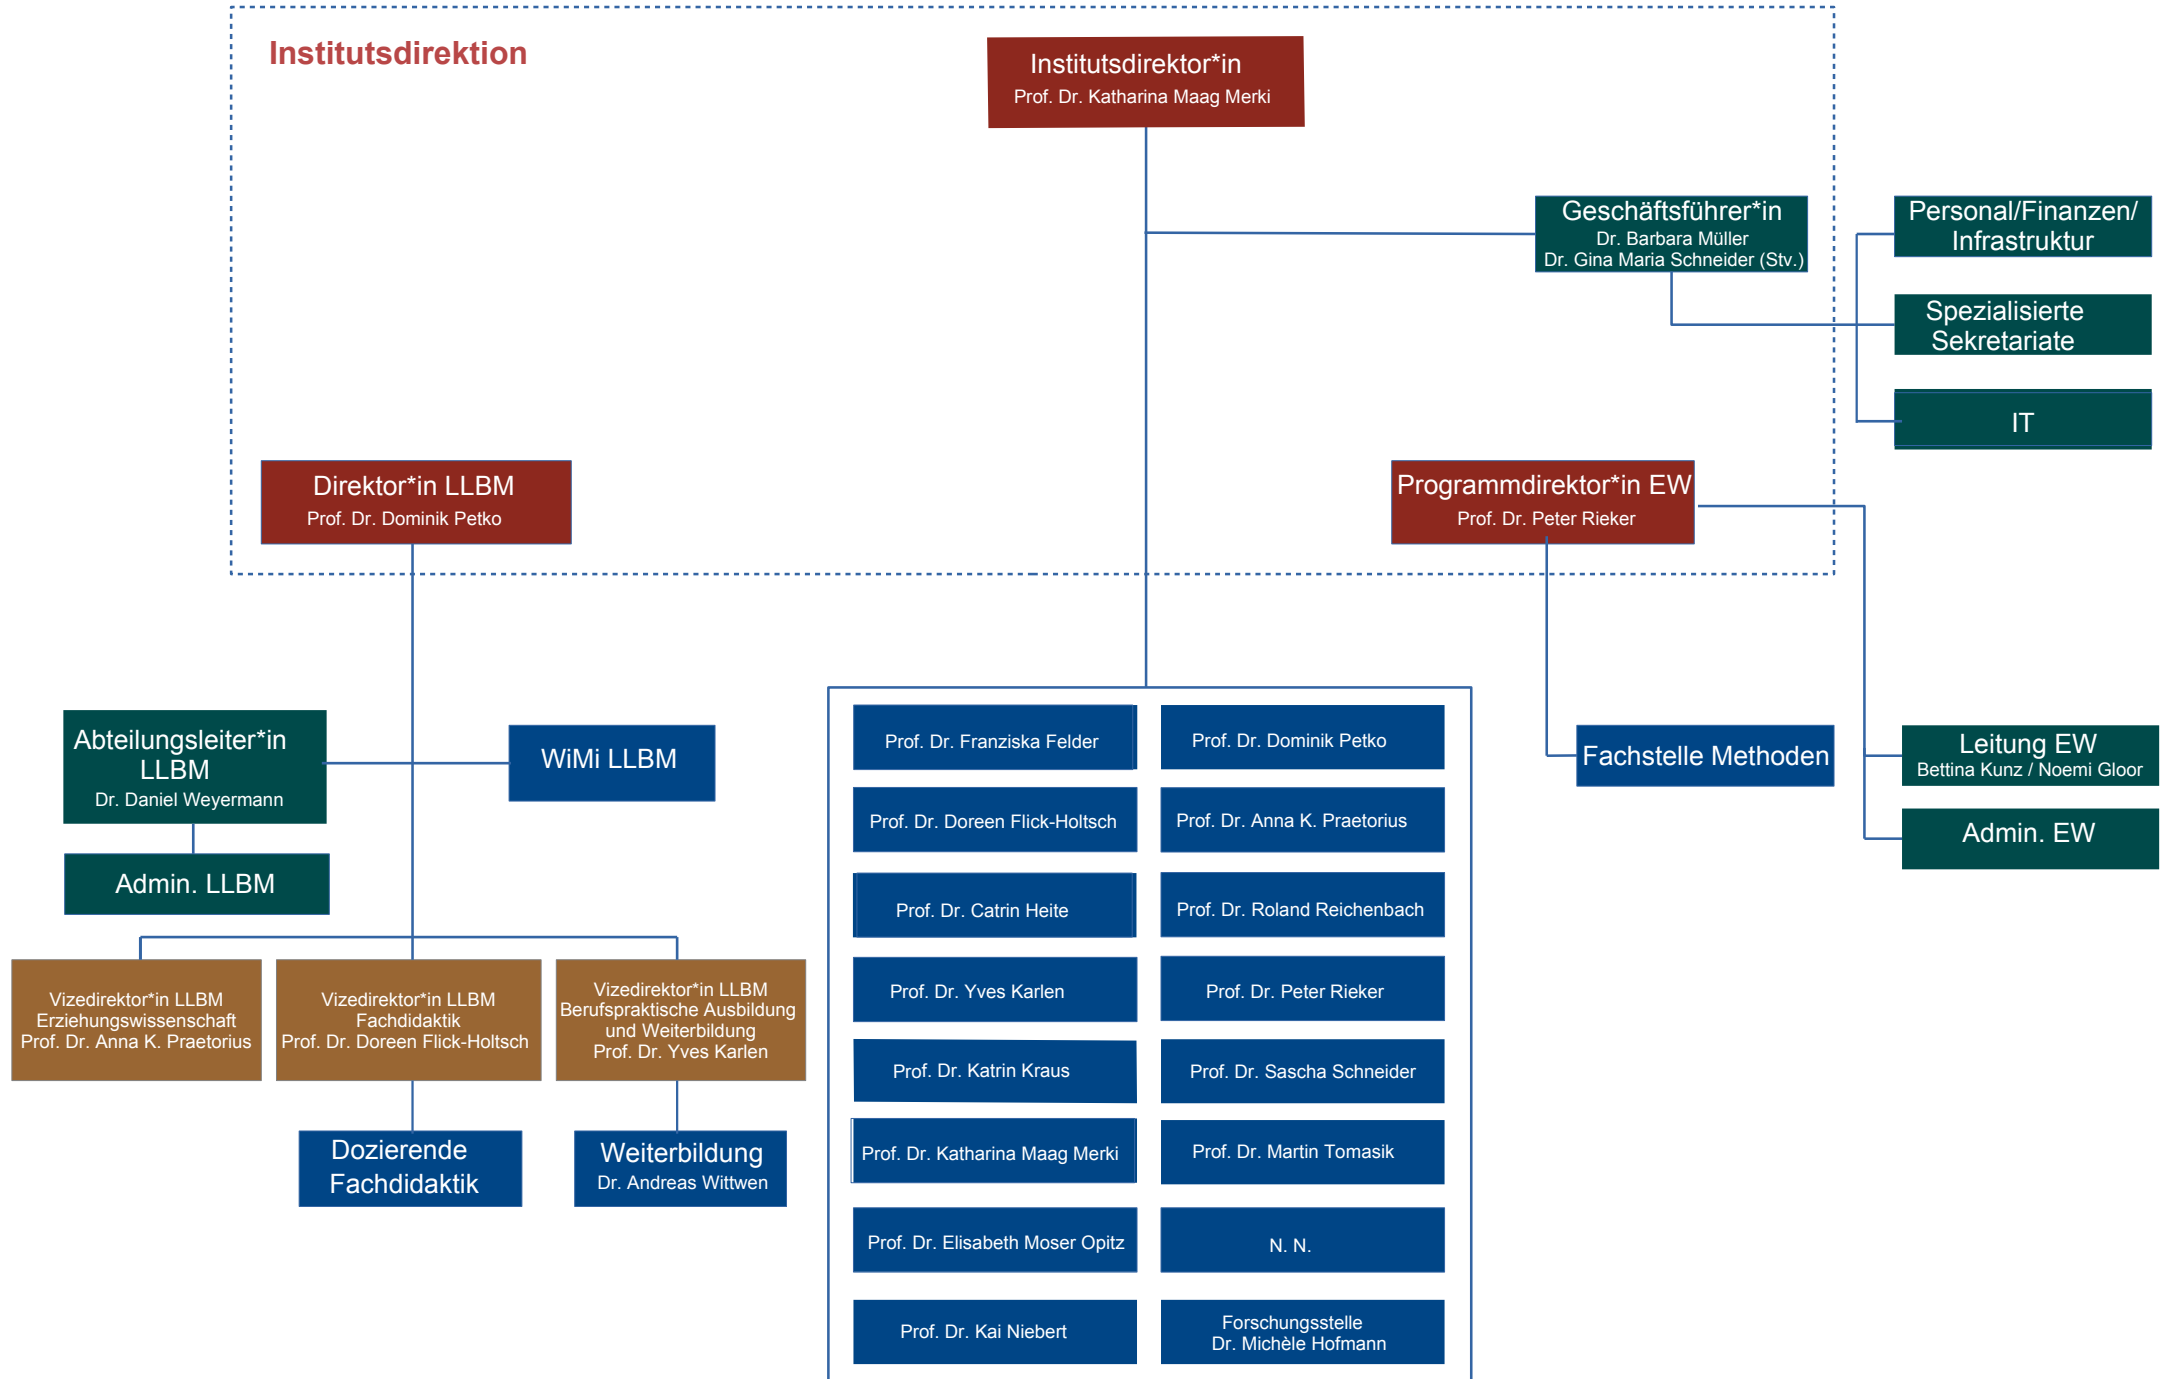 Institutsdirektion
Institutsdirektor*in
Prof. Dr. Katharina Maag Merki
Geschäftsführer*in
Dr. Barbara Müller
Dr. Gina Maria Schneider (Stv.)
Personal/Finanzen/
Infrastruktur
Spezialisierte
Sekretariate
IT
Direktor*in LLBM
Prof. Dr. Dominik Petko
Programmdirektor*in EW
Prof. Dr. Peter Rieker
Abteilungsleiter*in
LLBM
Dr. Daniel Weyermann
WiMi LLBM
Admin. LLBM
Vizedirektor*in LLBM
Erziehungswissenschaft
Prof. Dr. Anna K. Praetorius
Vizedirektor*in LLBM
Fachdidaktik
Prof. Dr. Doreen Flick-Holtsch
Vizedirektor*in LLBM
Berufspraktische Ausbildung
und Weiterbildung
Prof. Dr. Yves Karlen
Dozierende
Fachdidaktik
Weiterbildung
Dr. Andreas Wittwen
Prof. Dr. Franziska Felder
Prof. Dr. Dominik Petko
Prof. Dr. Doreen Flick-Holtsch
Prof. Dr. Anna K. Praetorius
Prof. Dr. Catrin Heite
Prof. Dr. Roland Reichenbach
Prof. Dr. Yves Karlen
Prof. Dr. Peter Rieker
Prof. Dr. Katrin Kraus
Prof. Dr. Sascha Schneider
Prof. Dr. Katharina Maag Merki
Prof. Dr. Martin Tomasik
Prof. Dr. Elisabeth Moser Opitz
N. N.
Prof. Dr. Kai Niebert
Forschungsstelle
Dr. Michèle Hofmann
Fachstelle Methoden
Leitung EW
Bettina Kunz / Noemi Gloor
Admin. EW